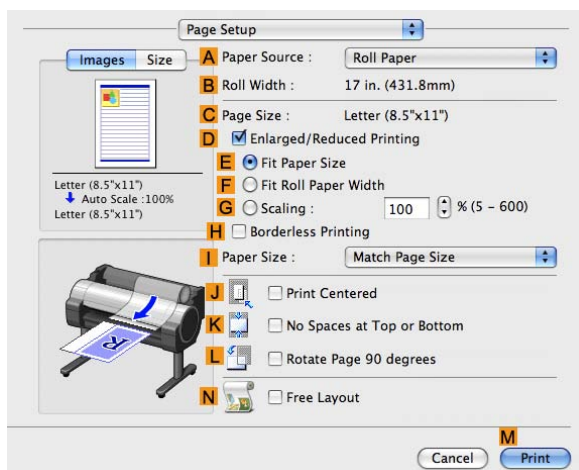 Page Setup
Images Size
A Paper Source : Roll Paper
B Roll Width : 17 in. (431.8mm)
C Page Size : Letter (8.5"x11")
D Enlarged/Reduced Printing
E Fit Paper Size
F Fit Roll Paper Width
G Scaling : 100 % (5 – 600)
Letter (8.5"x11")
Auto Scale :100%
Letter (8.5"x11")
H Borderless Printing
I Paper Size : Match Page Size
J Print Centered
K No Spaces at Top or Bottom
L Rotate Page 90 degrees
N Free Layout
M
Cancel Print